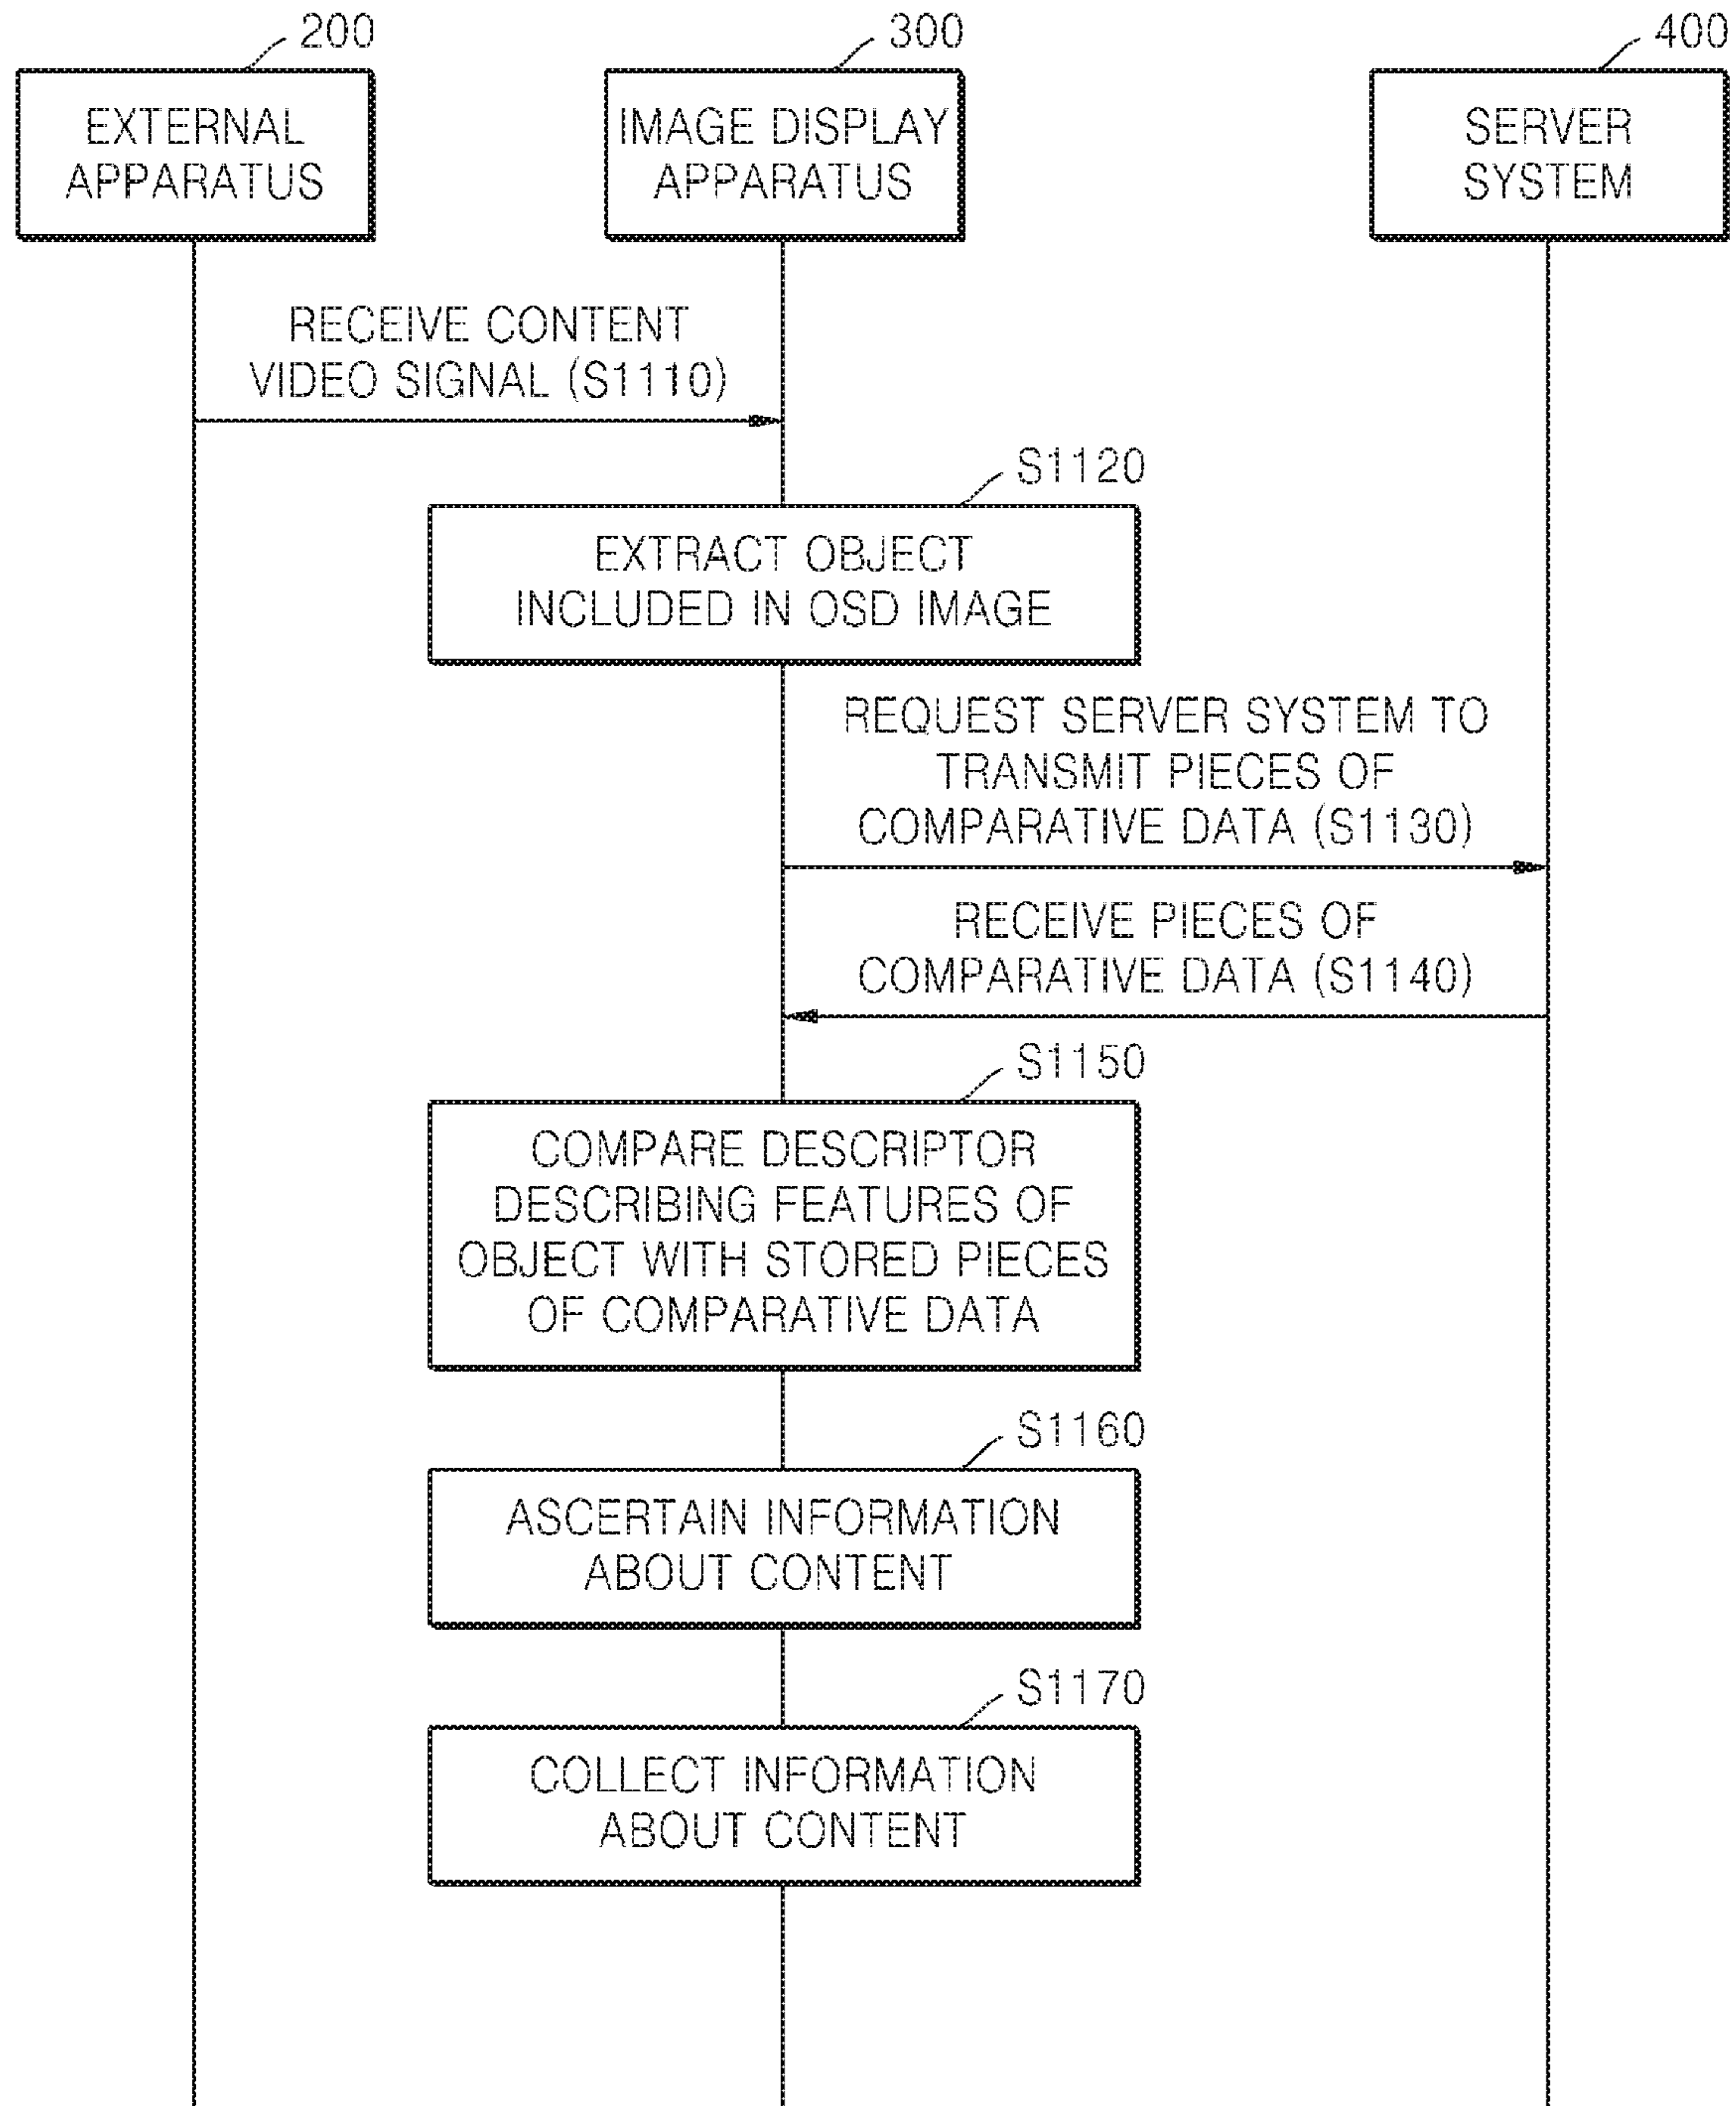 200
300
400
EXTERNAL
APPARATUS
IMAGE DISPLAY
APPARATUS
SERVER
SYSTEM
RECEIVE CONTENT
VIDEO SIGNAL (S1110)
S1120
EXTRACT OBJECT
INCLUDED IN OSD IMAGE
REQUEST SERVER SYSTEM TO
TRANSMIT PIECES OF
COMPARATIVE DATA (S1130)
RECEIVE PIECES OF
COMPARATIVE DATA (S1140)
S1150
COMPARE DESCRIPTOR
DESCRIBING FEATURES OF
OBJECT WITH STORED PIECES
OF COMPARATIVE DATA
S1160
ASCERTAIN INFORMATION
ABOUT CONTENT
S1170
COLLECT INFORMATION
ABOUT CONTENT